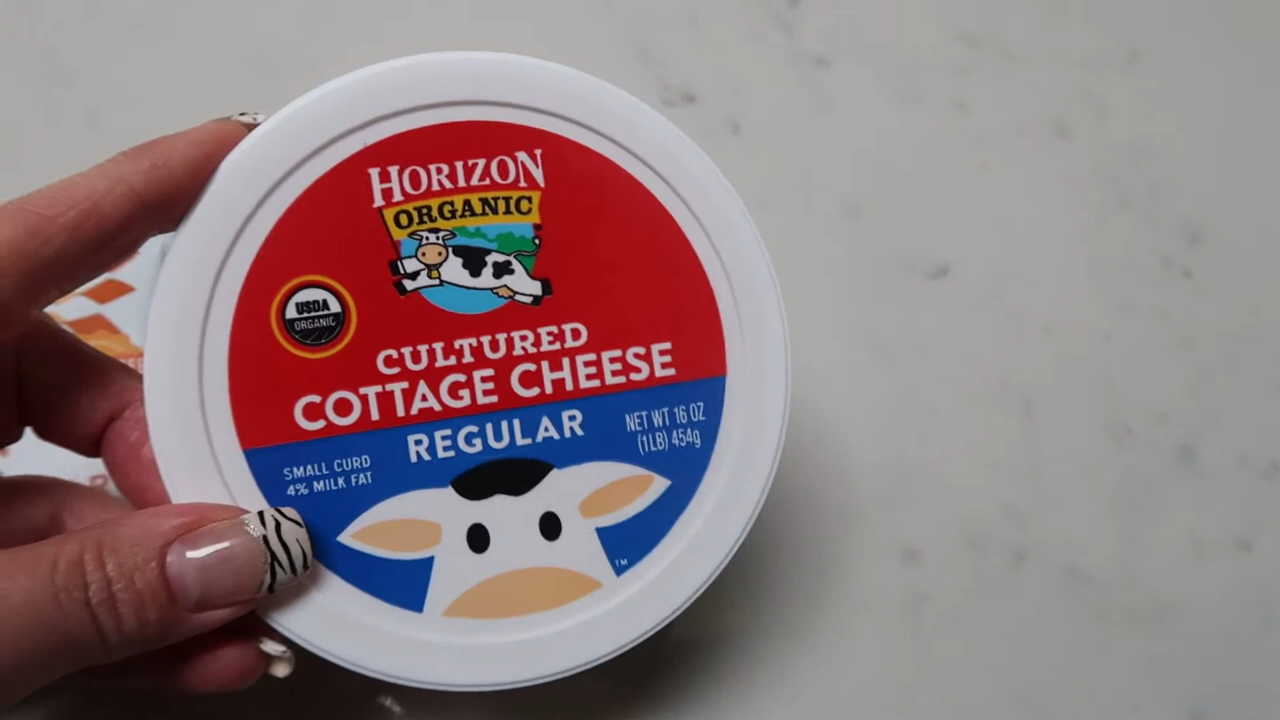 HORIZON
ORGANIC
USDA
ORGANIC
CULTURED
COTTAGE CHEESE
REGULAR
NET WT 16 OZ
(1LB) 454g
SMALL CURD
4% MILK FAT
TM